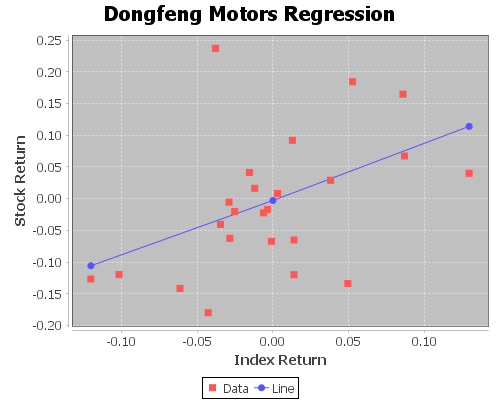 Dongfeng Motors Regression
Stock Return
0.25
0.20
0.15
0.10
0.05
0.00
-0.05
-0.10
-0.15
-0.20
-0.10 -0.05 0.00 0.05 0.10
Index Return
Data Line